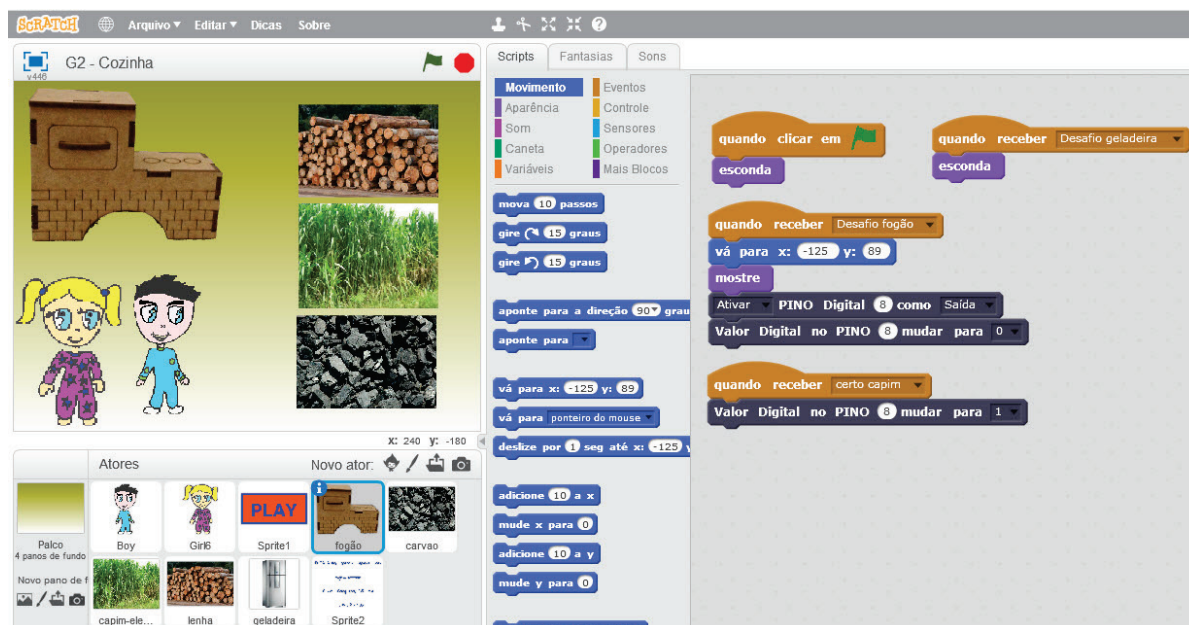 SCRATCH Arquivo Editar Dicas Sobre
G2 - Cozinha
v446
X: 240 y: -180
Atores Novo ator:
Palco
4 panos de fundo
Novo pano de f
Boy Girl6 Sprite1 fogão carvao
PLAY
capim-ele... lenha geladeira Sprite2
Scripts Fantasias Sons
Movimento Eventos
Aparência Controle
Som Sensores
Caneta Operadores
Variáveis Mais Blocos
mova 10 passos
gire 15 graus
gire 15 graus
aponte para a direção 90 grau
aponte para
vá para x: -125 y: 89
vá para ponteiro do mouse
deslize por 1 seg até x: -125 y
adicione 10 a x
mude x para 0
adicione 10 a y
mude y para 0
quando clicar em
esconda
quando receber Desafio geladeira
esconda
quando receber Desafio fogão
vá para x: -125 y: 89
mostre
Ativar PINO Digital 8 como Saída
Valor Digital no PINO 8 mudar para 0
quando receber certo capim
Valor Digital no PINO 8 mudar para 1